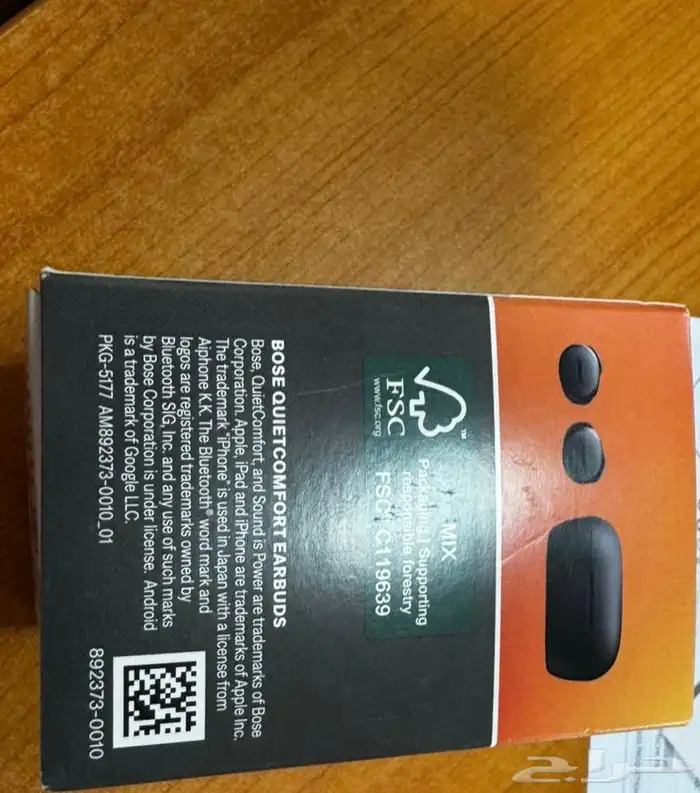 MIX
Packaging | Supporting
responsible forestry
FSC® C119639
FSC
www.fsc.org
BOSE QUIETCOMFORT EARBUDS
Bose, QuietComfort, and Sound is Power are trademarks of Bose
Corporation. Apple, iPad and iPhone are trademarks of Apple Inc.
The trademark "iPhone" is used in Japan with a license from
Aiphone K.K. The Bluetooth® word mark and
logos are registered trademarks owned by
Bluetooth SIG, Inc. and any use of such marks
by Bose Corporation is under license. Android
is a trademark of Google LLC.
PKG-5177 AM892373-0010_01
892373-0010
حراج